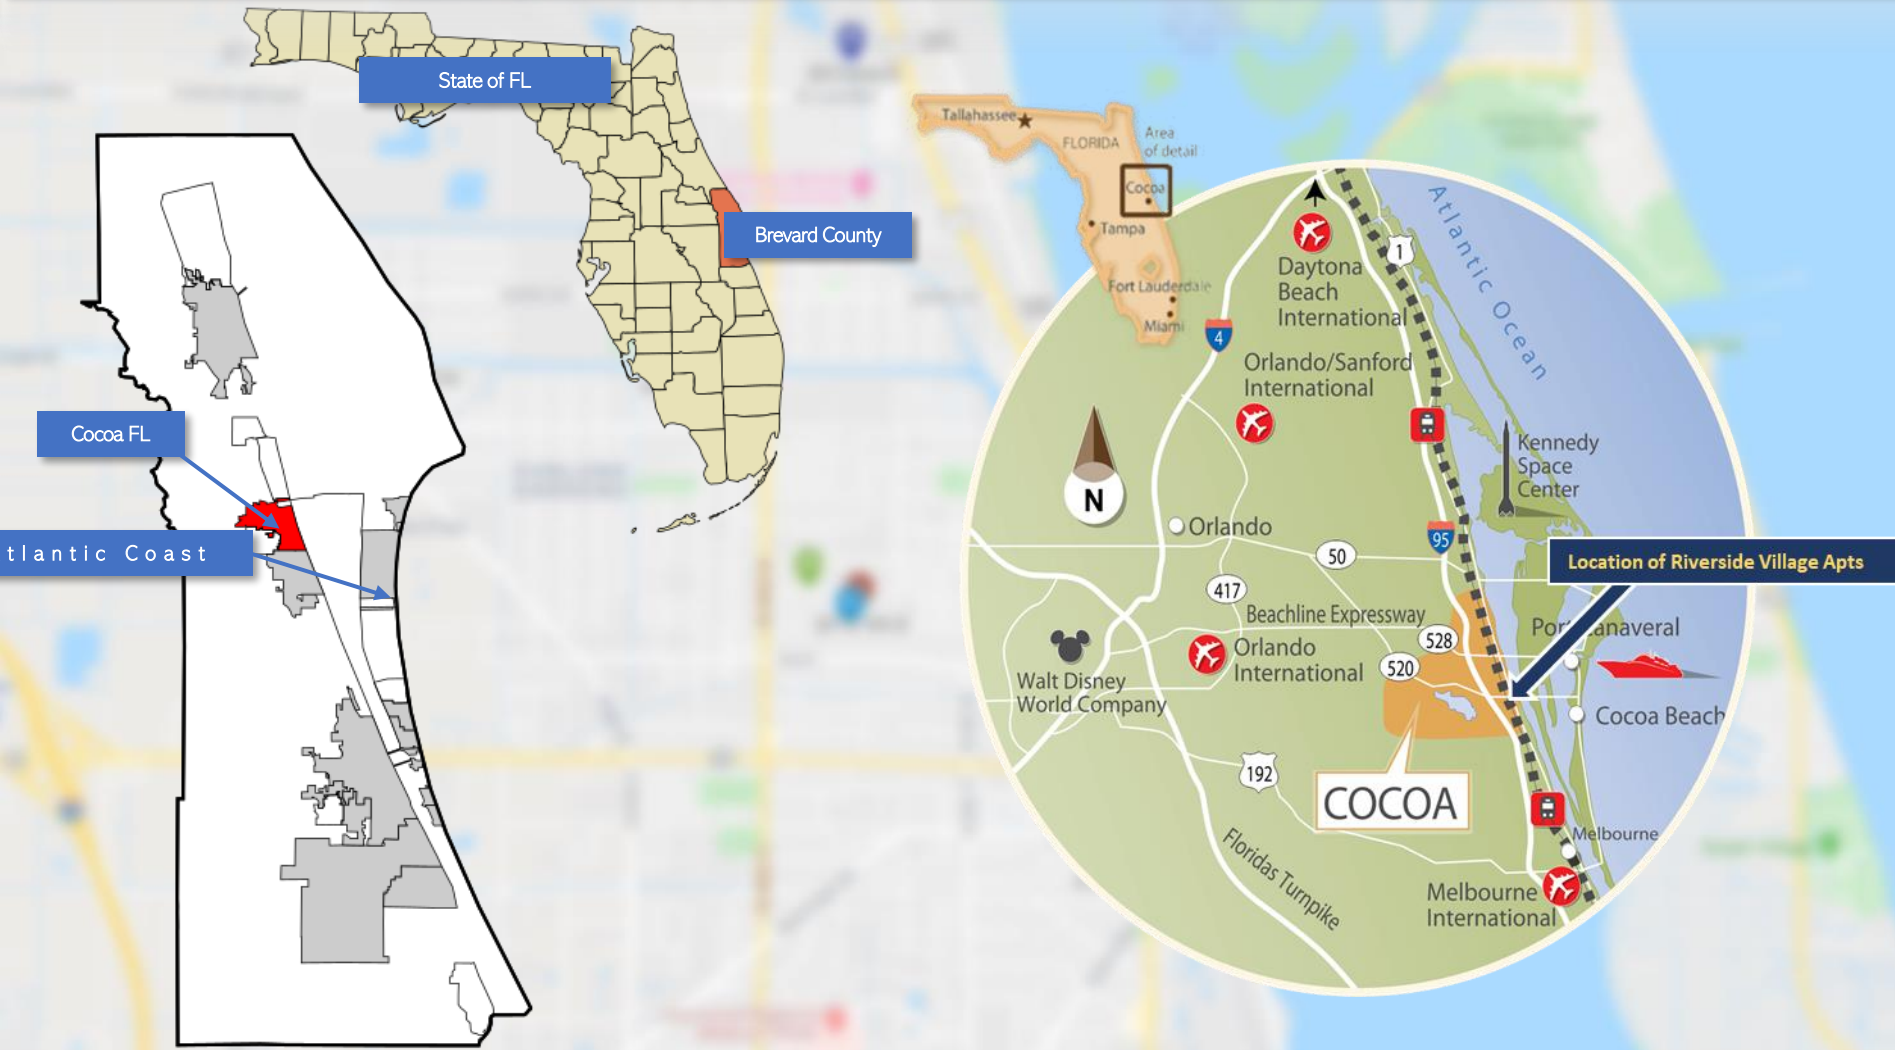 State of FL
Brevard County
Cocoa FL
tlantic Coast
Tallahassee
FLORIDA
Area
of detail
Cocoa
Tampa
Fort Lauderdale
Miami
Atlantic Ocean
1
Daytona
Beach
International
4
Orlando/Sanford
International
Kennedy
Space
Center
N
Orlando
50
95
Location of Riverside Village Apts
417
Beachline Expressway
528
Orlando
International
520
Walt Disney
World Company
Cocoa Beach
192
COCOA
Floridas Turnpike
Melbourne
Melbourne
International